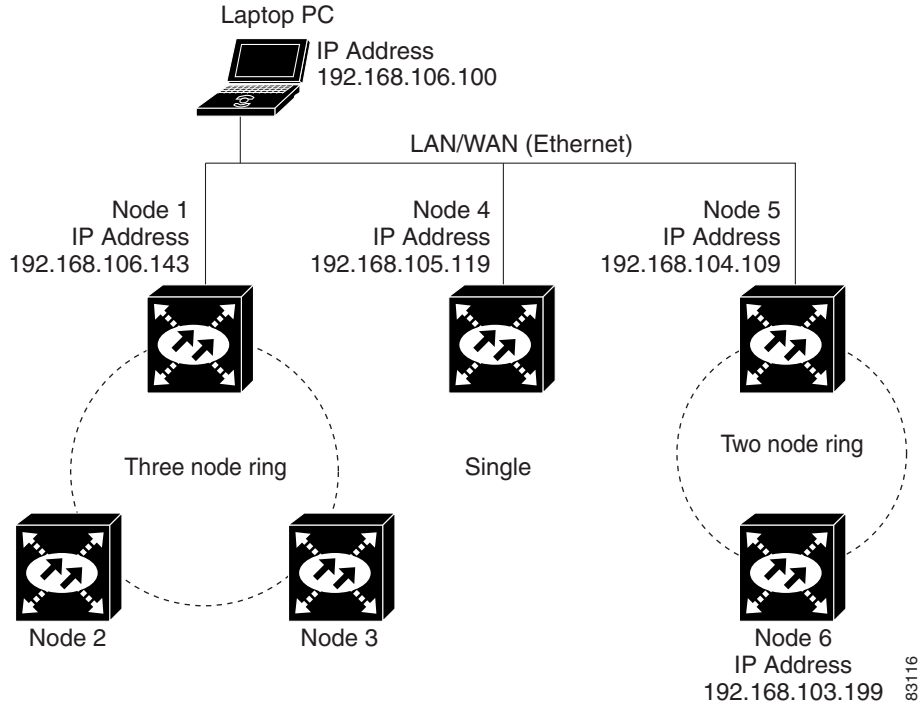 Laptop PC
IP Address
192.168.106.100
LAN/WAN (Ethernet)
Node 1
IP Address
192.168.106.143
Node 4
IP Address
192.168.105.119
Node 5
IP Address
192.168.104.109
Three node ring
Single
Two node ring
Node 2
Node 3
Node 6
IP Address
192.168.103.199
83116